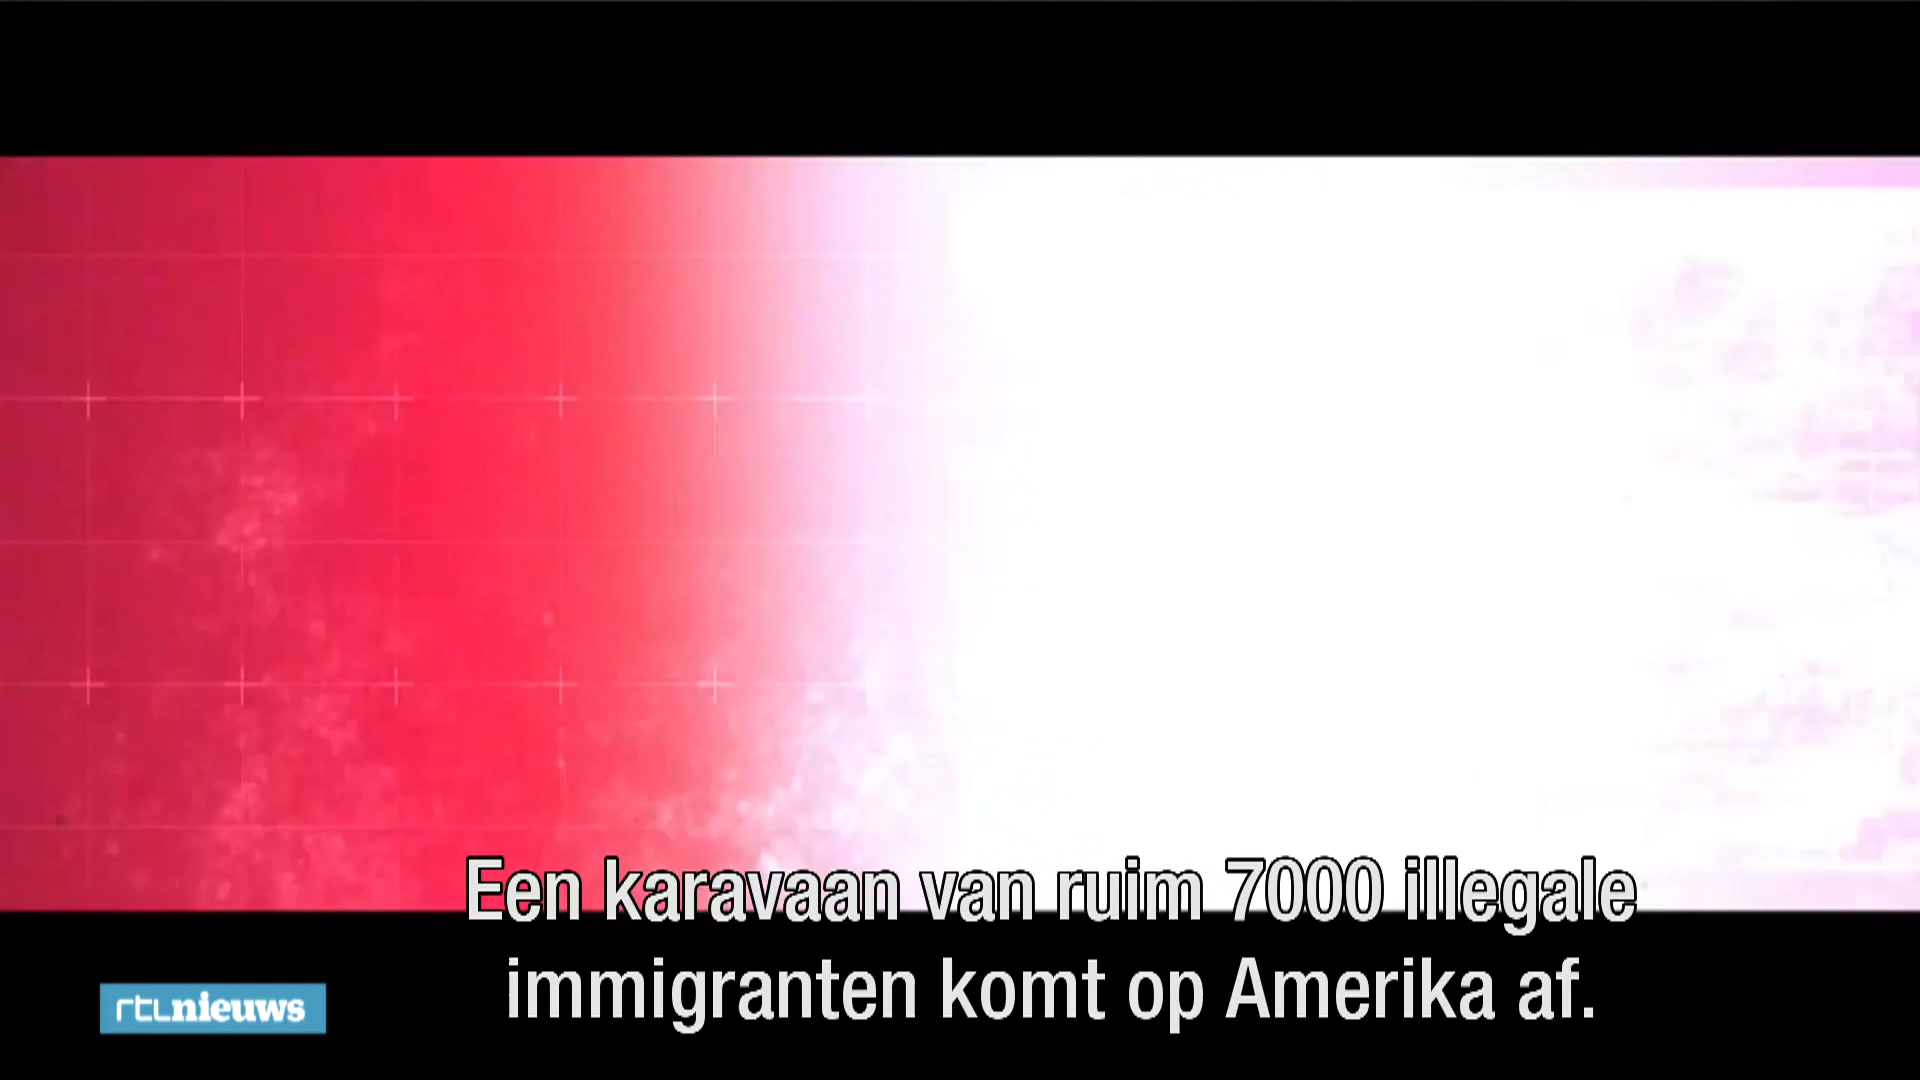 Een karavaan van ruim 7000 illegale
immigranten komt op Amerika af.
rtlnieuws